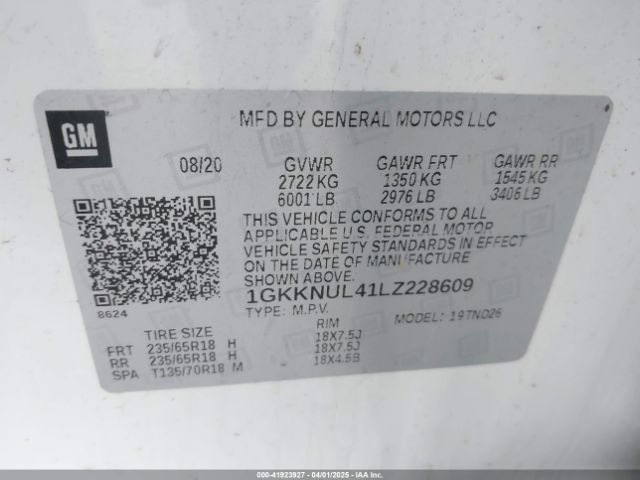 GM
MFD BY GENERAL MOTORS LLC
08/20 GVWR GAWR FRT GAWR RR
2722 KG 1350 KG 1545 KG
6001 LB 2976 LB 3406 LB
THIS VEHICLE CONFORMS TO ALL
APPLICABLE U.S. FEDERAL MOTOR
VEHICLE SAFETY STANDARDS IN EFFECT
ON THE DATE OF MANUFACTURE
SHOWN ABOVE.
1GKKNUL41LZ228609
8624 TYPE: M.P.V. MODEL: 19TND26
TIRE SIZE RIM
FRT 235/65R18 H 18X7.5J
RR 235/65R18 H 18X7.5J
SPA T135/70R18 M 18X4.5B
000-41923927 - 04/01/2025 - IAAI.COM